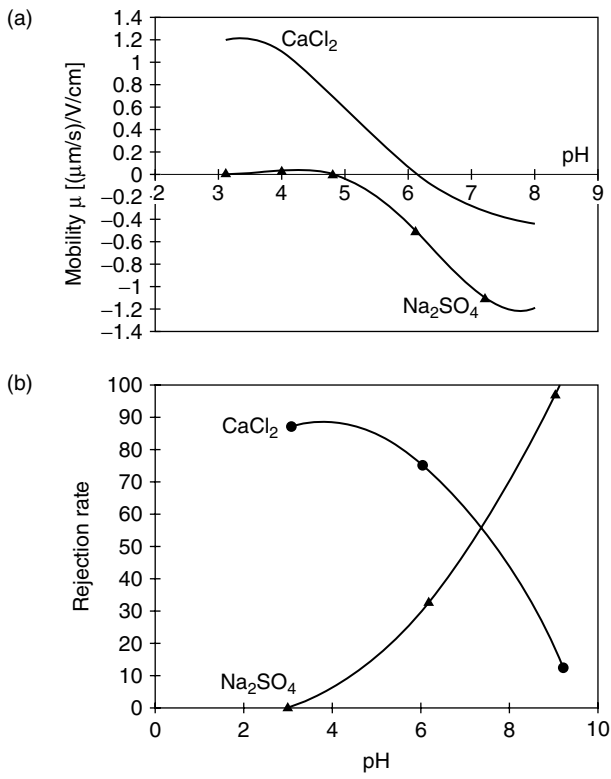 (a)
Mobility μ [(μm/s)/V/cm)
1.4
1.2
1
0.8
0.6
0.4
0.2
0
−0.2
−0.4
−0.6
−0.8
−1
−1.2
−1.4
CaCl₂
pH
2 3 4 5 6 7 8 9
Na₂SO₄
(b)
Rejection rate
100
90
80
70
60
50
40
30
20
10
0
CaCl₂
Na₂SO₄
0 2 4 6 8 10
pH